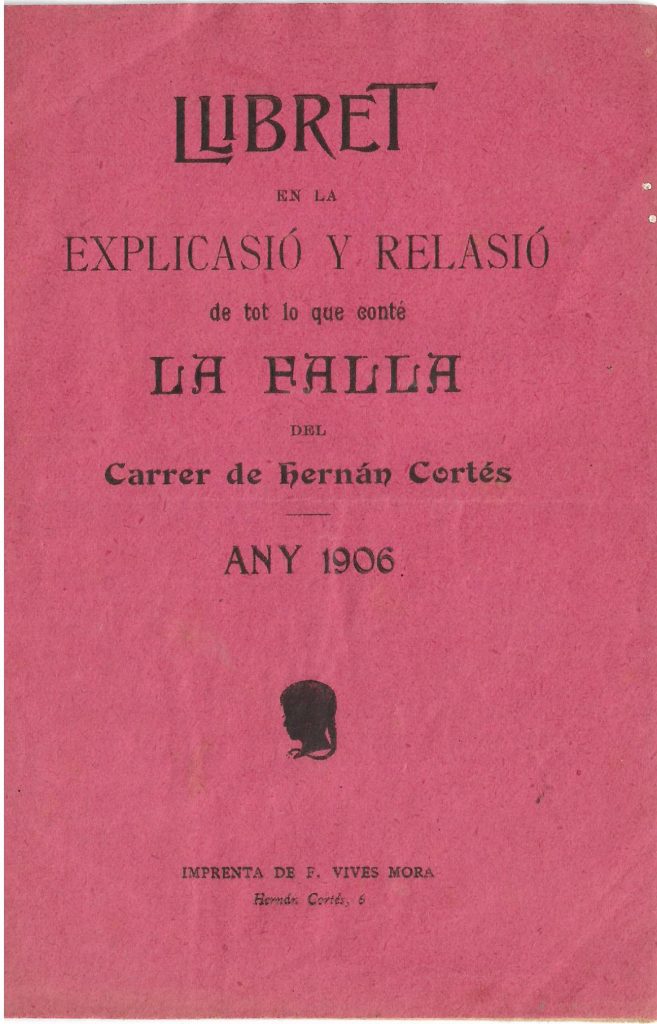 LLIBRET
EN LA
EXPLICASIÓ Y RELASIÓ
de tot lo que conté
LA FALLA
DEL
Carrer de Hernán Cortés
ANY 1906
IMPRENTA DE F. VIVES MORA
Hernán Cortés, 6